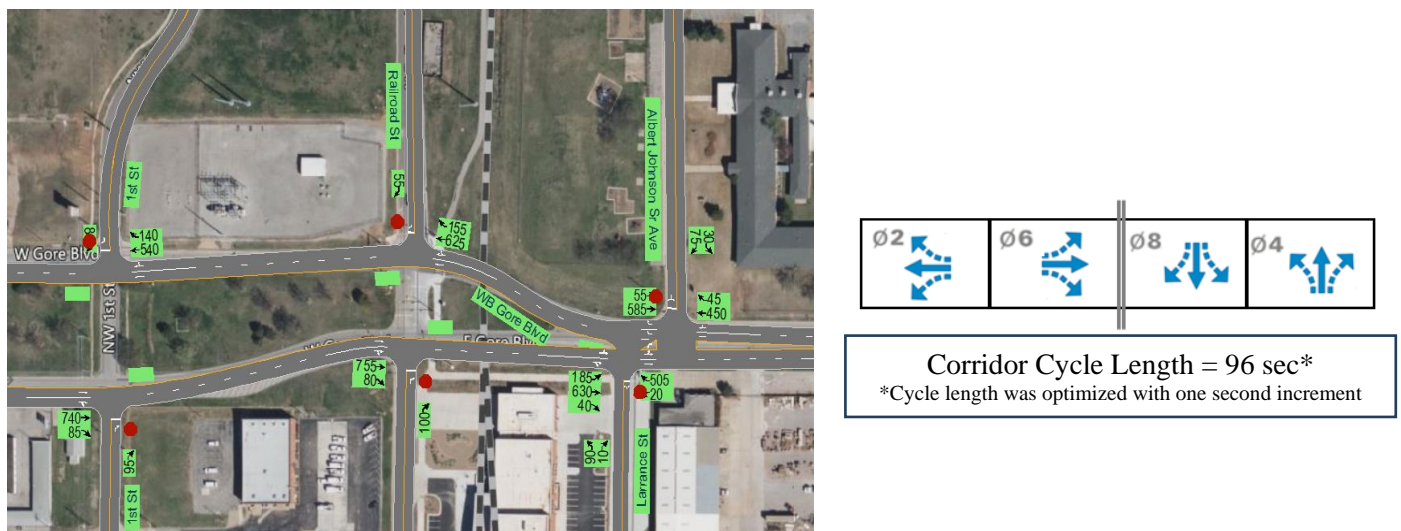 Railroad St
Albert Johnson Sr Ave
1st St
55
140
540
155
625
75
30
W Gore Blvd
NW 1st St
WB Gore Blvd
55
585
45
450
E Gore Blvd
755
80
185
630
40
505
20
740
85
95
100
90
10
Larrance St
1st St
Ø2
Ø6
Ø8
Ø4
Corridor Cycle Length = 96 sec*
*Cycle length was optimized with one second increment